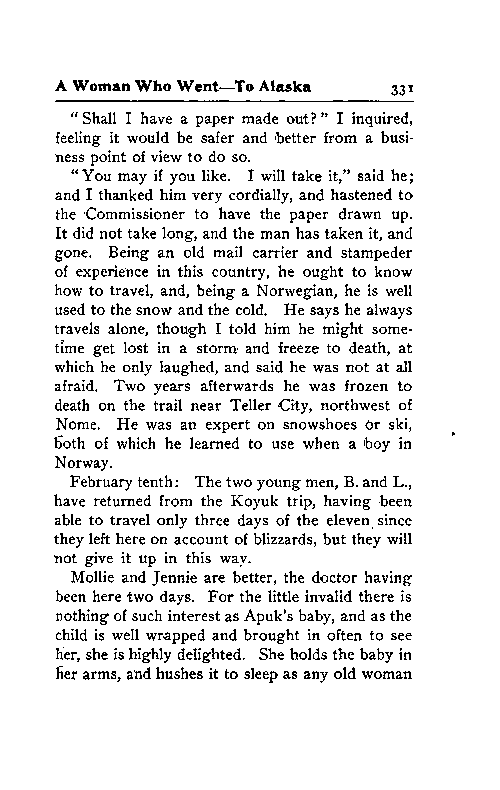 A Woman Who Went—To Alaska 331
"Shall I have a paper made out?" I inquired,
feeling it would be safer and better from a busi-
ness point of view to do so.
"You may if you like. I will take it," said he;
and I thanked him very cordially, and hastened to
the Commissioner to have the paper drawn up.
It did not take long, and the man has taken it, and
gone. Being an old mail carrier and stampeder
of experience in this country, he ought to know
how to travel, and, being a Norwegian, he is well
used to the snow and the cold. He says he always
travels alone, though I told him he might some-
time get lost in a storm and freeze to death, at
which he only laughed, and said he was not at all
afraid. Two years afterwards he was frozen to
death on the trail near Teller City, northwest of
Nome. He was an expert on snowshoes or ski,
both of which he learned to use when a boy in
Norway.
February tenth: The two young men, B. and L.,
have returned from the Koyuk trip, having been
able to travel only three days of the eleven since
they left here on account of blizzards, but they will
not give it up in this way.
Mollie and Jennie are better, the doctor having
been here two days. For the little invalid there is
nothing of such interest as Apuk's baby, and as the
child is well wrapped and brought in often to see
her, she is highly delighted. She holds the baby in
her arms, and hushes it to sleep as any old woman